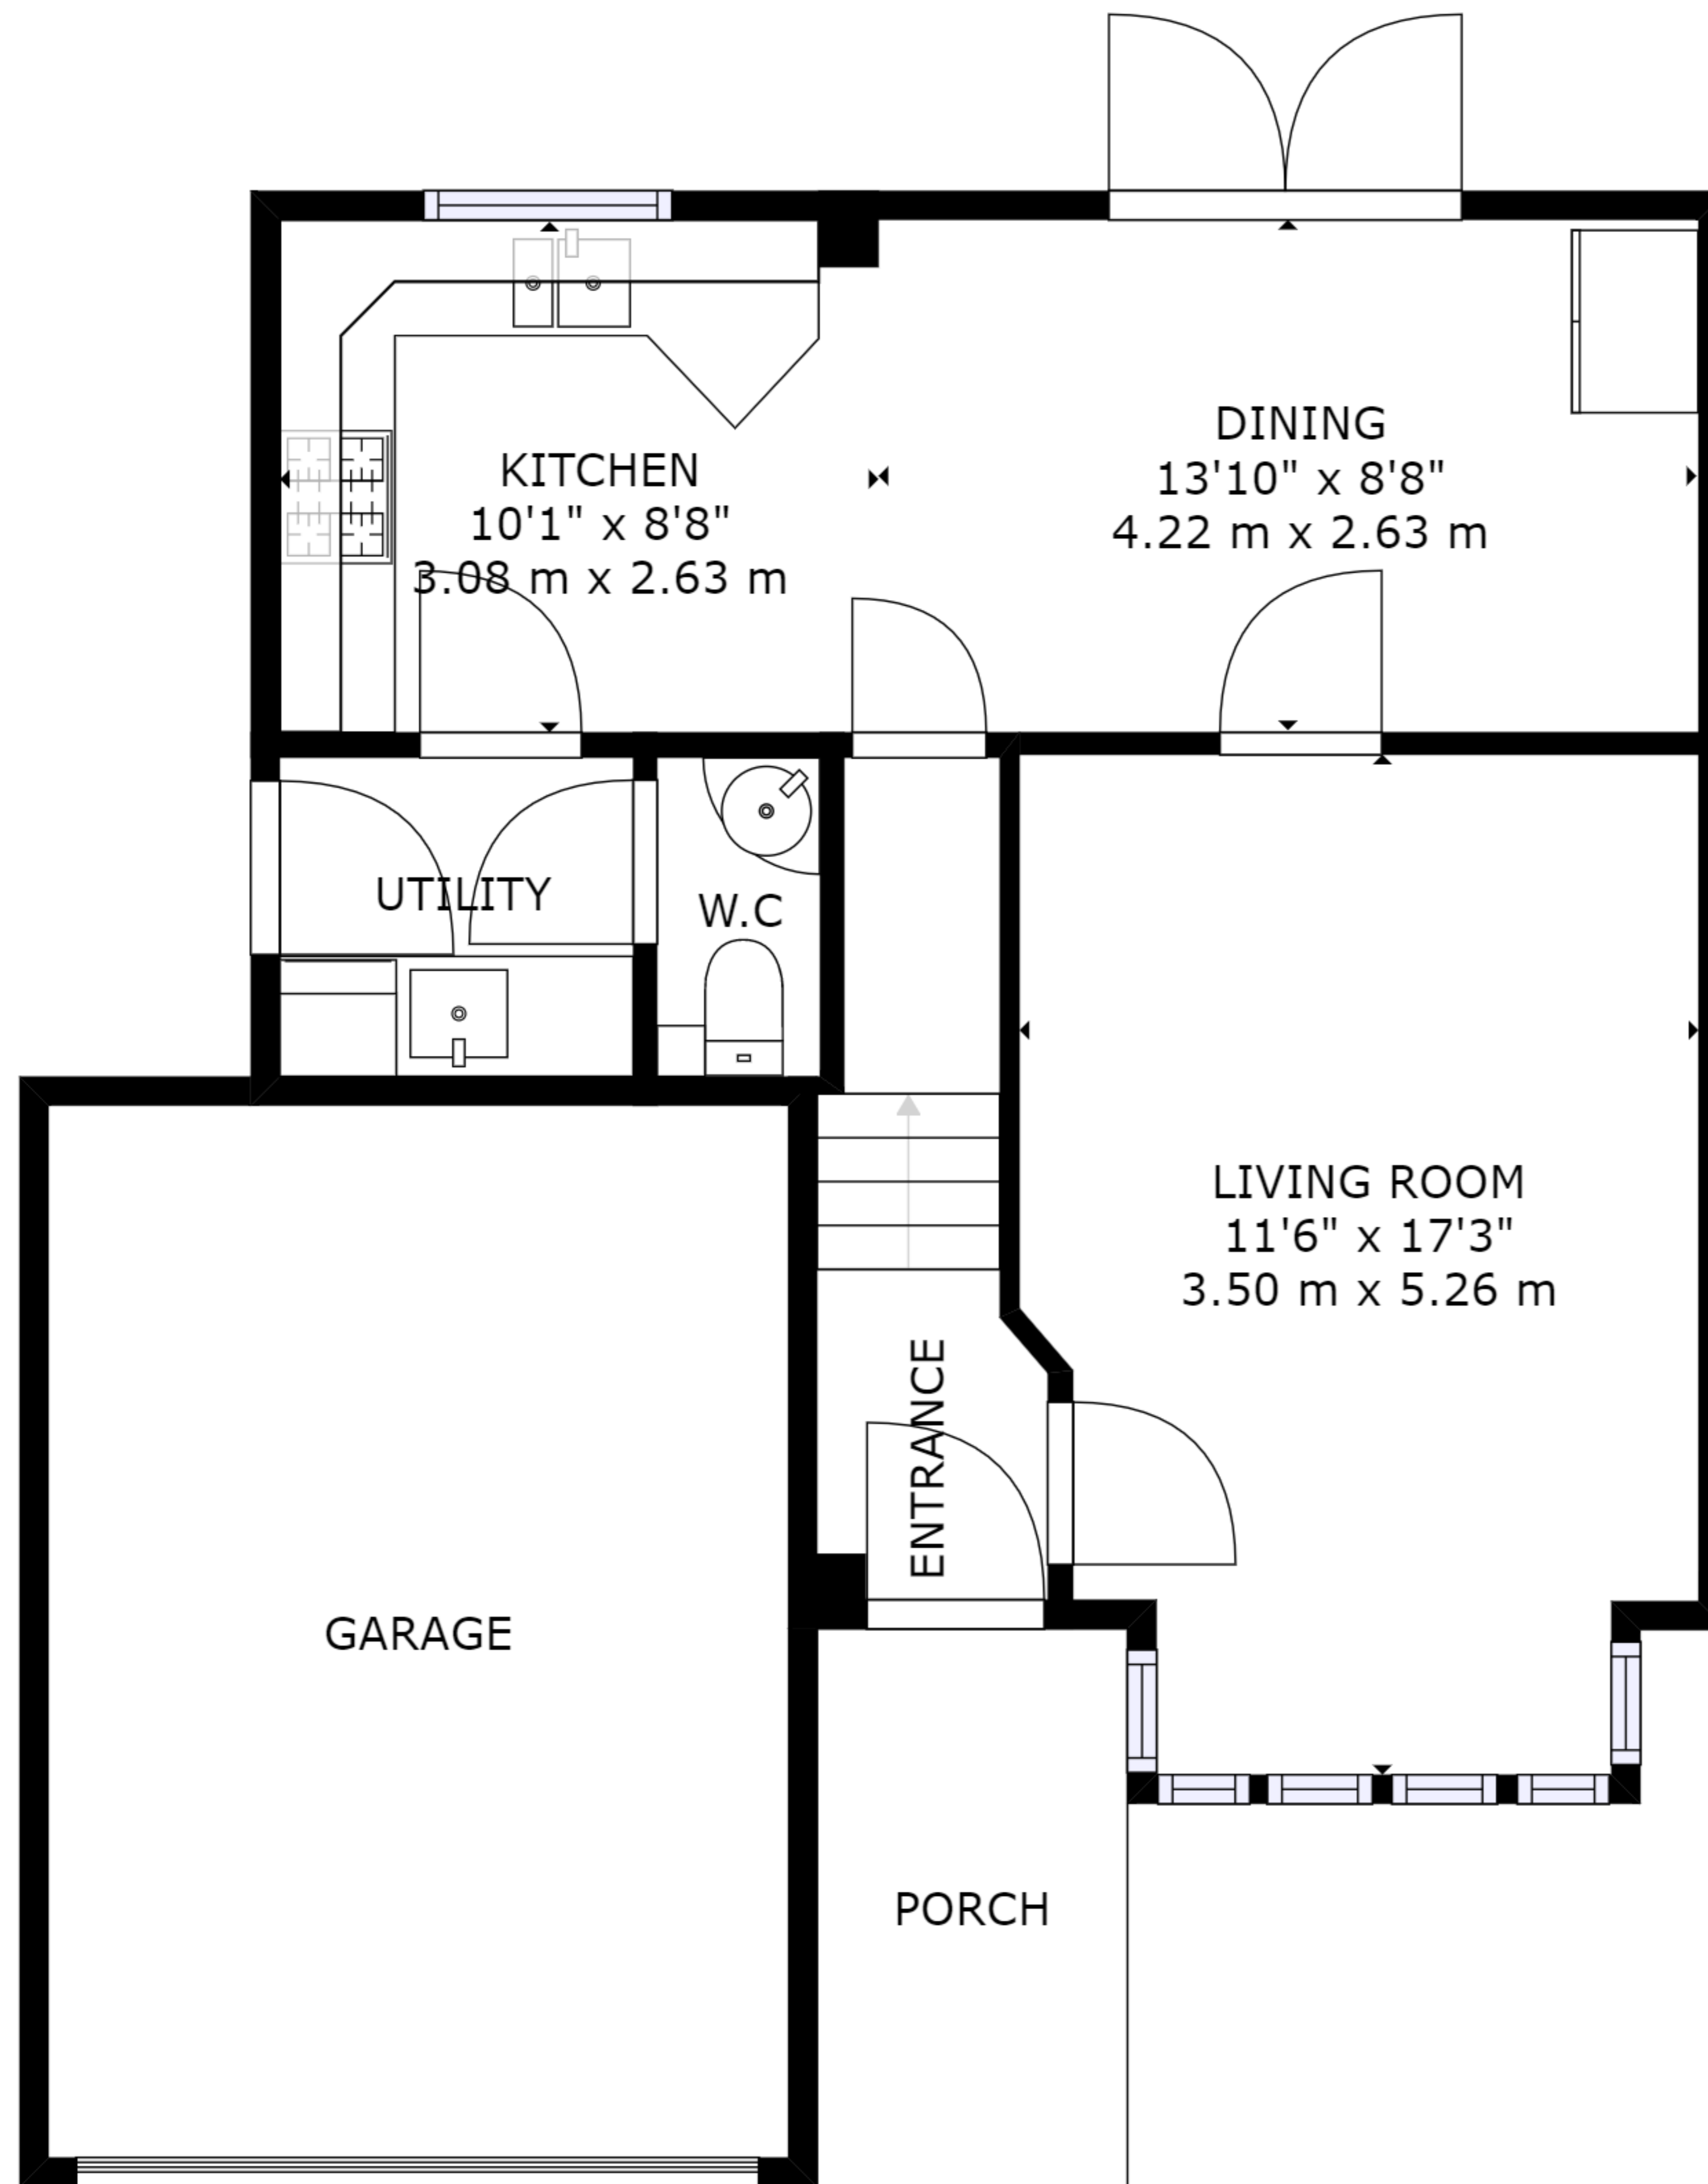 KITCHEN
10'1" x 8'8"
3.08 m x 2.63 m
DINING
13'10" x 8'8"
4.22 m x 2.63 m
UTILITY
W.C
LIVING ROOM
11'6" x 17'3"
3.50 m x 5.26 m
ENTRANCE
GARAGE
PORCH